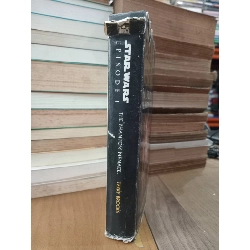 STAR WARS
EPISODE I
THE PHANTOM MENACE
TERRY BROOKS